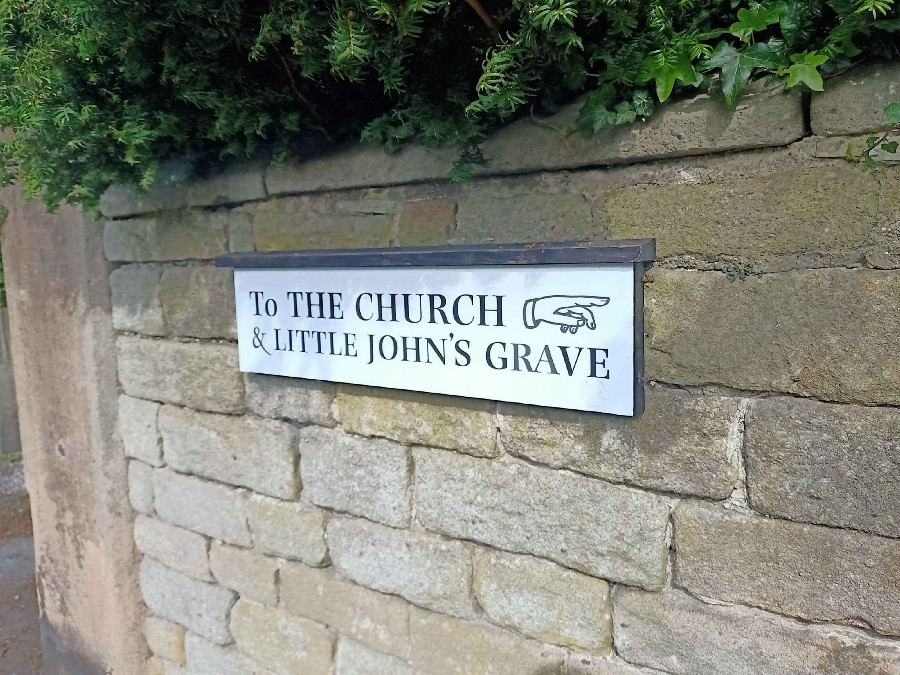 To THE CHURCH
& LITTLE JOHN'S GRAVE